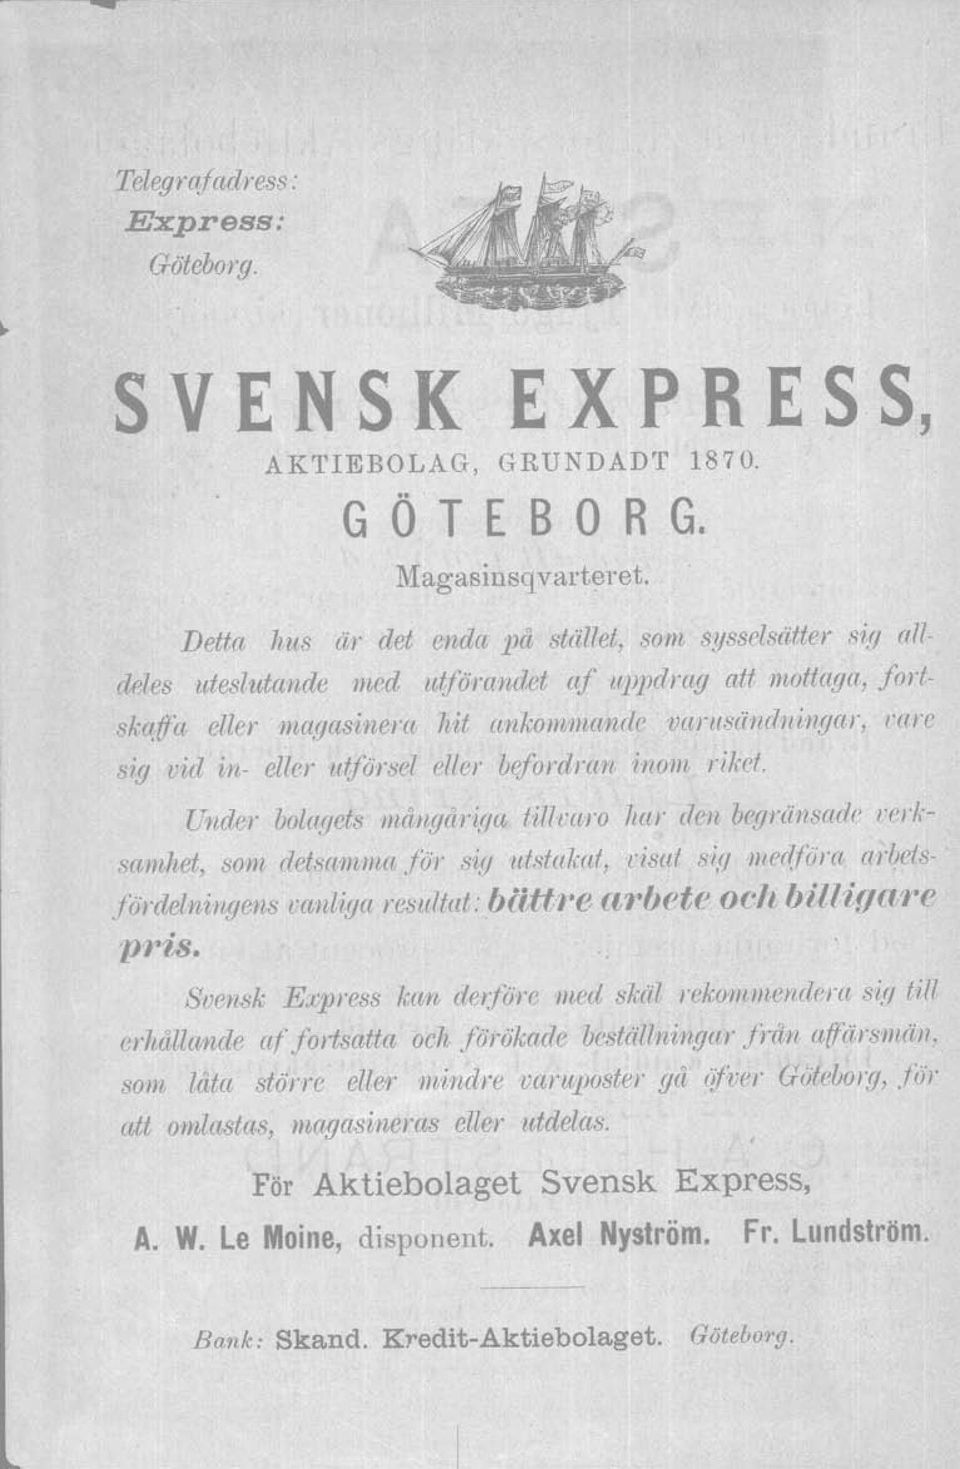 Telegrafadress:
Express:
Göteborg.
SVENSK EXPRESS,
AKTIEBOLAG, GRUNDADT 1870.
GÖTEBORG.
Magasinsqvarteret.
Detta hus är det enda på stället, som sysselsätter sig all-
deles uteslutande med utförandet af uppdrag att mottaga, fort-
skaffa eller magasinera hit ankommande varusändningar, vare
sig vid in- eller utförsel eller befordran inom riket.
Under bolagets mångåriga tillvaro har den begränsade verk-
samhet, som detsamma för sig utstakat, visat sig medföra arbets-
fördelningens vanliga resultat: bättre arbete och billigare
pris.
Svensk Express kan derföre med skäl rekommendera sig till
erhållande af fortsatta och förökade beställningar från affärsmän,
som låta större eller mindre varuposter gå öfver Göteborg, för
att omlastas, magasineras eller utdelas.
För Aktiebolaget Svensk Express,
A. W. Le Moine, disponent. Axel Nyström. Fr. Lundström.
Bank: Skand. Kredit-Aktiebolaget. Göteborg.